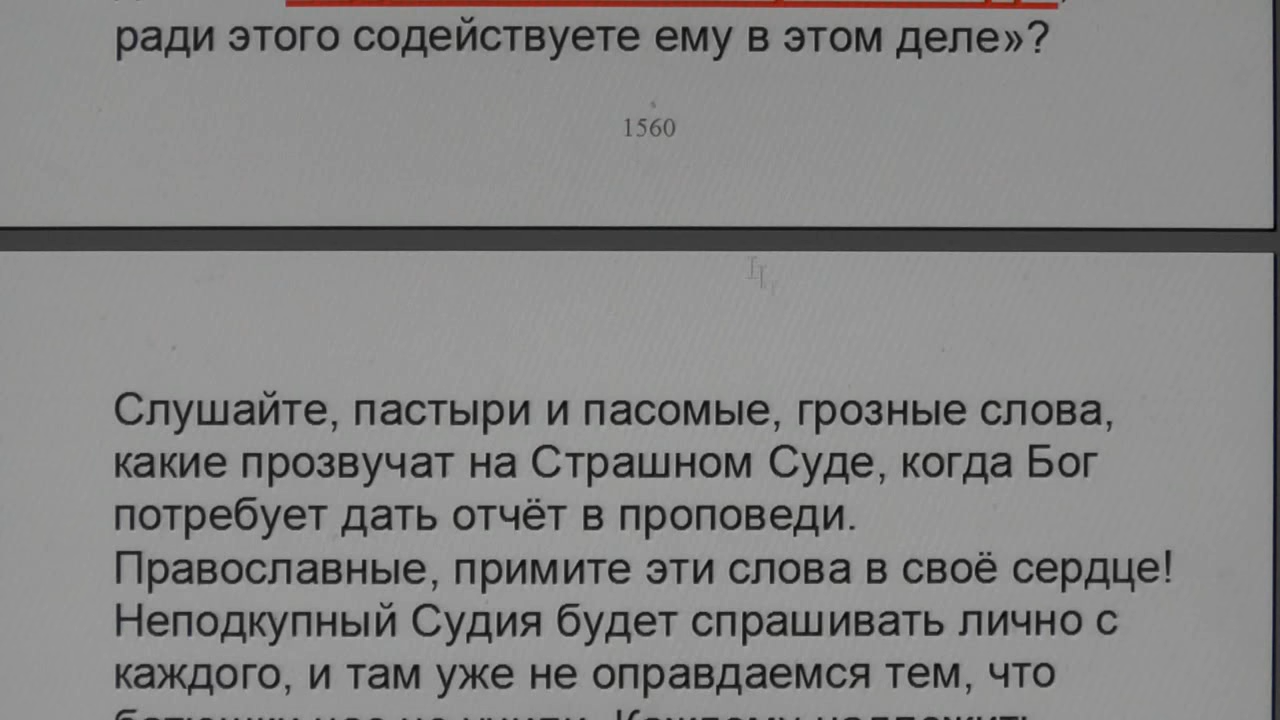 ради этого содействуете ему в этом деле»?
1560
Слушайте, пастыри и пасомые, грозные слова,
какие прозвучат на Страшном Суде, когда Бог
потребует дать отчёт в проповеди.
Православные, примите эти слова в своё сердце!
Неподкупный Судия будет спрашивать лично с
каждого, и там уже не оправдаемся тем, что